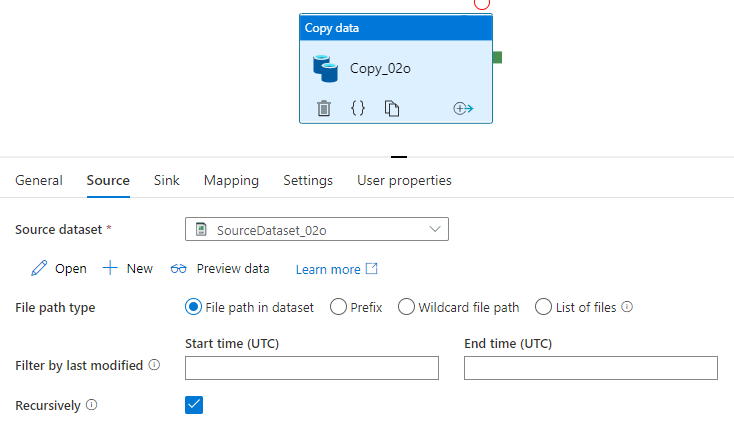 Copy data
Copy_02o
General Source Sink Mapping Settings User properties
Source dataset * SourceDataset_02o
Open New Preview data Learn more
File path type File path in dataset Prefix Wildcard file path List of files
Start time (UTC) End time (UTC)
Filter by last modified
Recursively